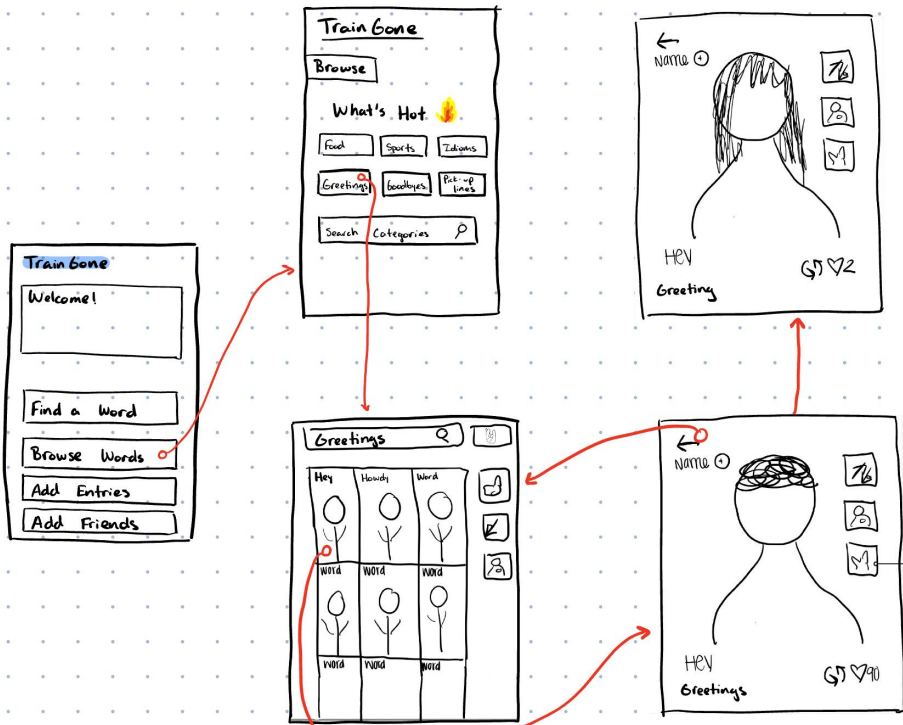 Train Gone
Welcome!
Find a Word
Browse Words
Add Entries
Add Friends
Train Gone
Browse
What's Hot
Food Sports Idioms
Greetings Goodbyes Pick-up
lines
Search Categories
Greetings
Hey Howdy Word
Word Word Word
Word Word Word
Name
Hey
2
Greeting
Name
Hey
90
Greetings